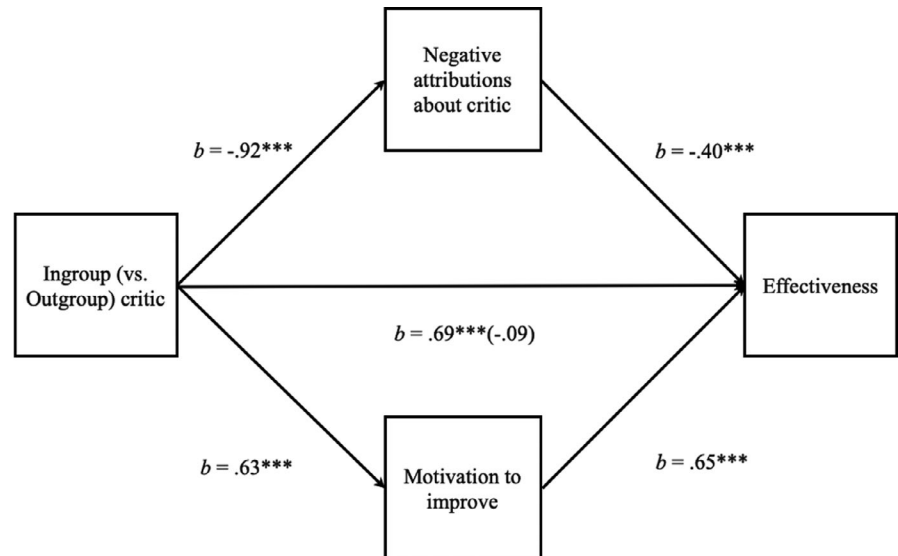 Negative
attributions
about critic
b = -.92***
b = -.40***
Ingroup (vs.
Outgroup) critic
Effectiveness
b = .69***(-.09)
b = .63***
b = .65***
Motivation to
improve